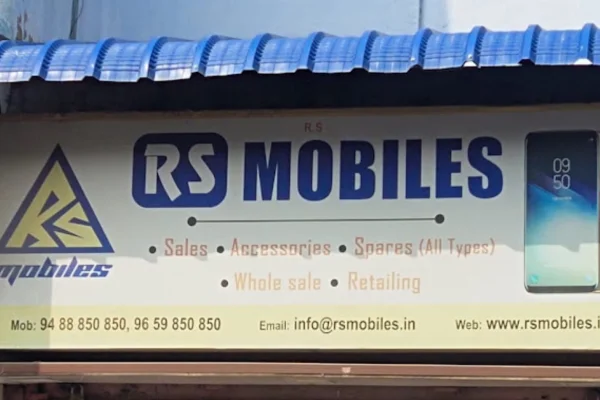 R.S
RS MOBILES
RS
mobiles
• Sales • Accessories • Spares (All Types)
• Whole sale • Retailing
09
50
Mob: 94 88 850 850, 96 59 850 850 Email: info@rsmobiles.in Web: www.rsmobiles.i